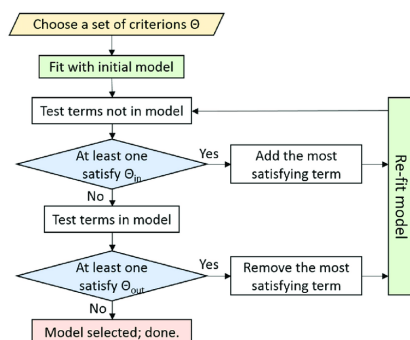 Choose a set of criterions Θ
Fit with initial model
Test terms not in model
At least one
satisfy Θin
Yes
Add the most
satisfying term
No
Test terms in model
At least one
satisfy Θout
Yes
Remove the most
satisfying term
No
Model selected; done.
Re-fit model